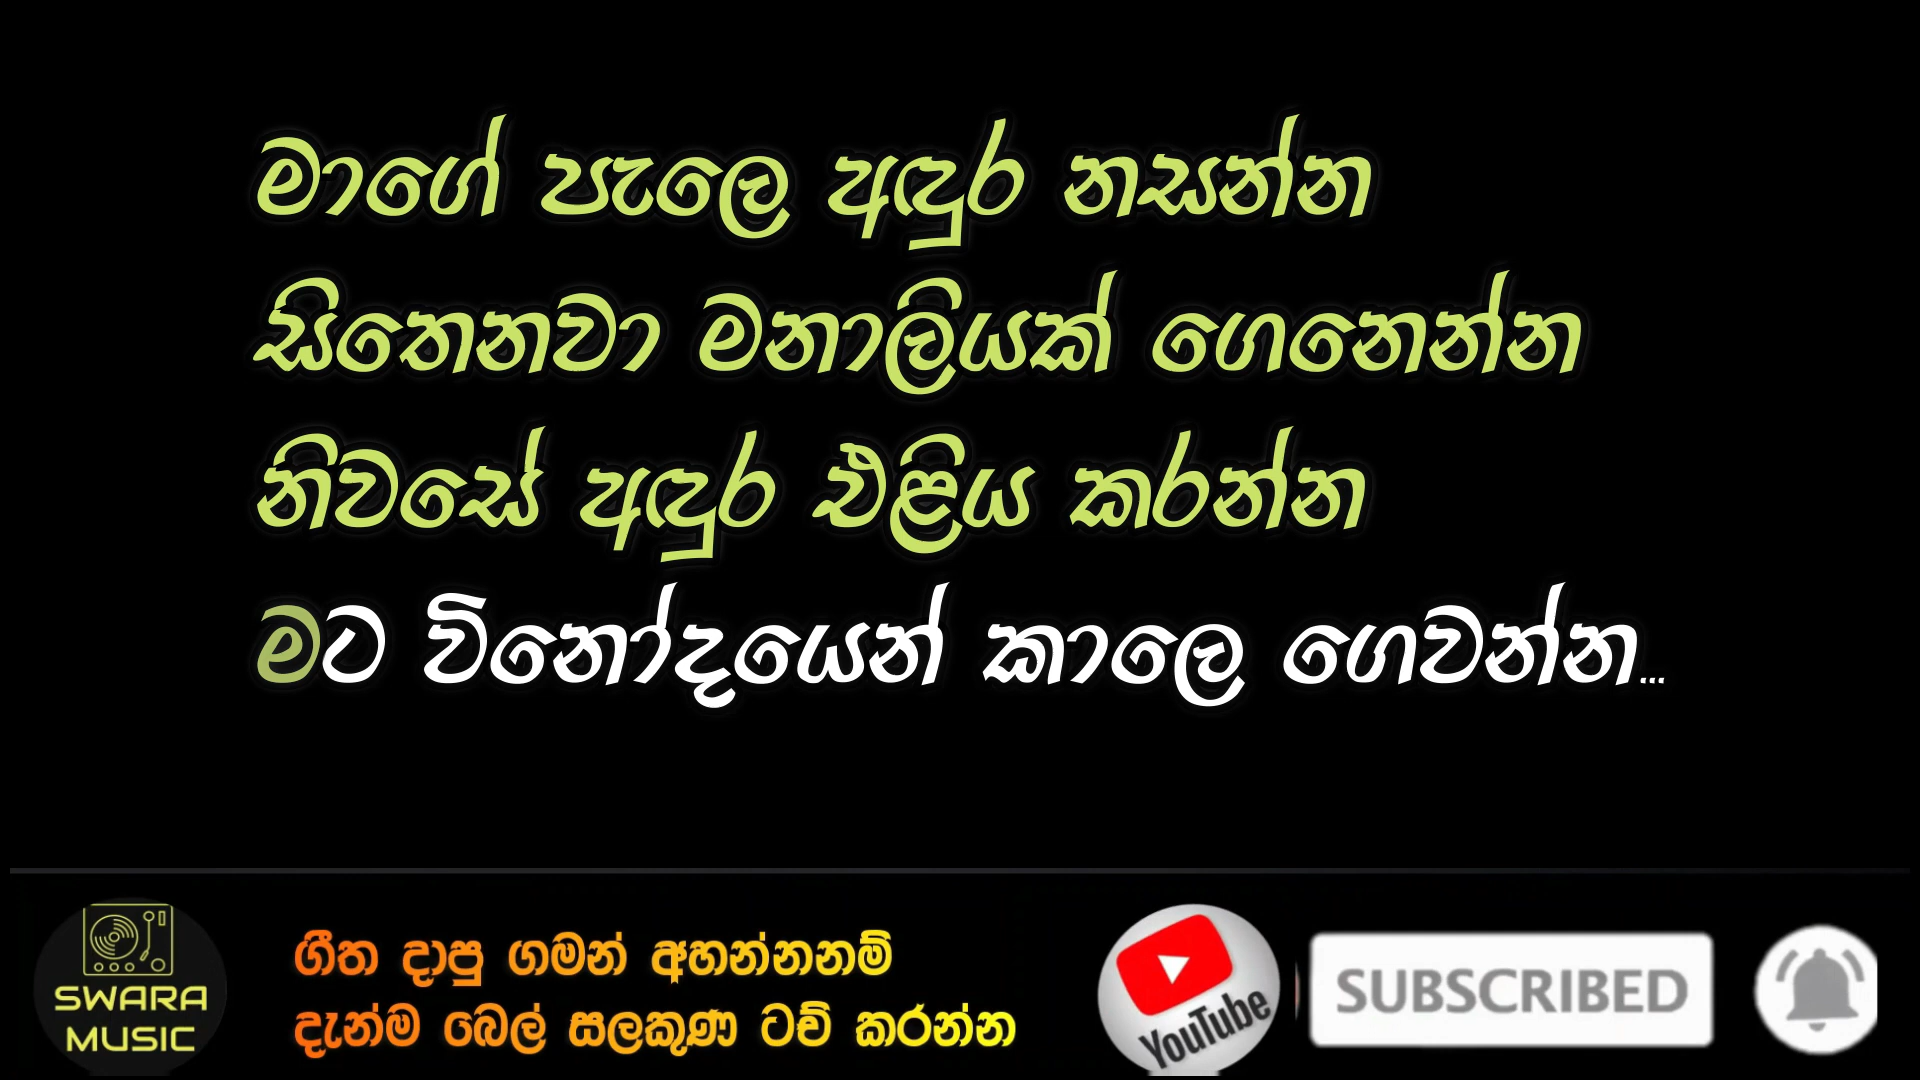 මාගේ පැලෙ අඳුර නසන්න
සිතෙනවා මනාලියක් ගෙනෙන්න
නිවසේ අඳුර එළිය කරන්න
මට විනෝදයෙන් කාලෙ ගෙවන්න...
SWARA
MUSIC
ගීත දාපු ගමන් අහන්නනම්
දැන්ම බෙල් සලකුණ ටච් කරන්න
YouTube
SUBSCRIBED